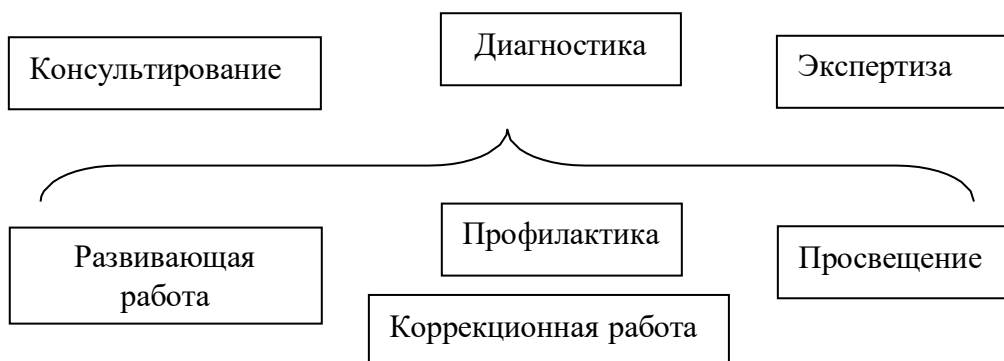 Консультирование
Диагностика
Экспертиза
Развивающая
работа
Профилактика
Просвещение
Коррекционная работа